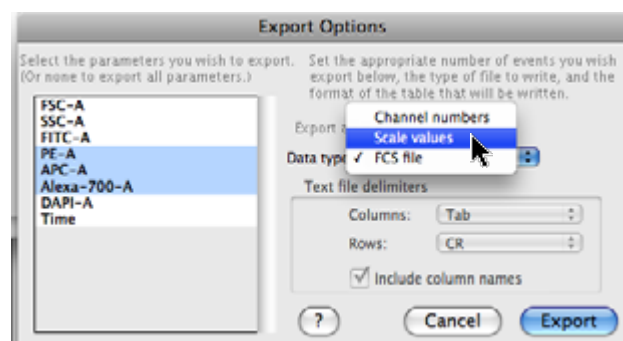 Export Options
Select the parameters you wish to export.
(Or none to export all parameters.)
Set the appropriate number of events you wish
export below, the type of file to write, and the
format of the table that will be written.
FSC-A
SSC-A
FITC-A
PE-A
APC-A
Alexa-700-A
DAPI-A
Time
Export
Channel numbers
Scale values
Data type
✓ FCS file
Text file delimiters
Columns: Tab
Rows: CR
✓ Include column names
?
Cancel
Export